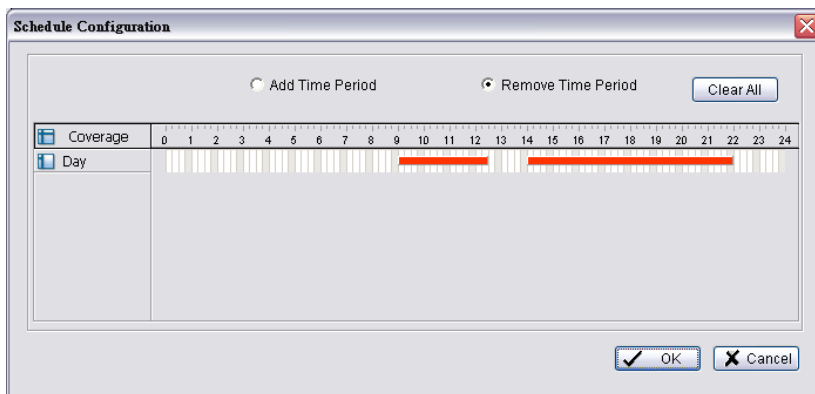 Schedule Configuration
Add Time Period Remove Time Period Clear All
Coverage 0 1 2 3 4 5 6 7 8 9 10 11 12 13 14 15 16 17 18 19 20 21 22 23 24
Day
OK Cancel